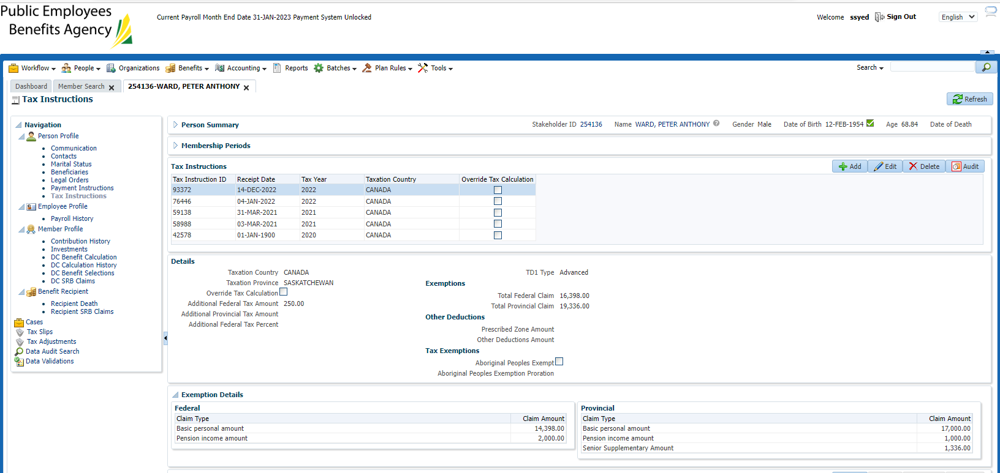 Public Employees
Benefits Agency
Current Payroll Month End Date 31-JAN-2023 Payment System Unlocked
Welcome ssyed Sign Out English
Workflow People Organizations Benefits Accounting Reports Batches Plan Rules Tools Search
Dashboard Member Search 254136-WARD, PETER ANTHONY
Tax Instructions
Refresh
Navigation
Person Profile
Communication
Contacts
Marital Status
Beneficiaries
Legal Orders
Payment Instructions
Tax Instructions
Employee Profile
Payroll History
Member Profile
Contribution History
Investments
DC Benefit Calculation
DC Calculation History
DC Benefit Selections
DC SRB Claims
Benefit Recipient
Recipient Death
Recipient SRB Claims
Cases
Tax Slips
Tax Adjustments
Data Audit Search
Data Validations
Person Summary Stakeholder ID 254136 Name WARD, PETER ANTHONY Gender Male Date of Birth 12-FEB-1954 Age 68.84 Date of Death
Membership Periods
Tax Instructions Add Edit Delete Audit
Tax Instruction ID Receipt Date Tax Year Taxation Country Override Tax Calculation
93372 14-DEC-2022 2022 CANADA
76446 04-JAN-2022 2022 CANADA
59138 31-MAR-2021 2021 CANADA
58988 03-MAR-2021 2021 CANADA
42578 01-JAN-1900 2020 CANADA
Details
Taxation Country CANADA
Taxation Province SASKATCHEWAN
Override Tax Calculation
Additional Federal Tax Amount 250.00
Additional Provincial Tax Amount
Additional Federal Tax Percent
TD1 Type Advanced
Exemptions
Total Federal Claim 16,398.00
Total Provincial Claim 19,336.00
Other Deductions
Prescribed Zone Amount
Other Deductions Amount
Tax Exemptions
Aboriginal Peoples Exempt
Aboriginal Peoples Exemption Proration
Exemption Details
Federal
Claim Type Claim Amount
Basic personal amount 14,398.00
Pension income amount 2,000.00
Provincial
Claim Type Claim Amount
Basic personal amount 17,000.00
Pension income amount 1,000.00
Senior Supplementary Amount 1,336.00